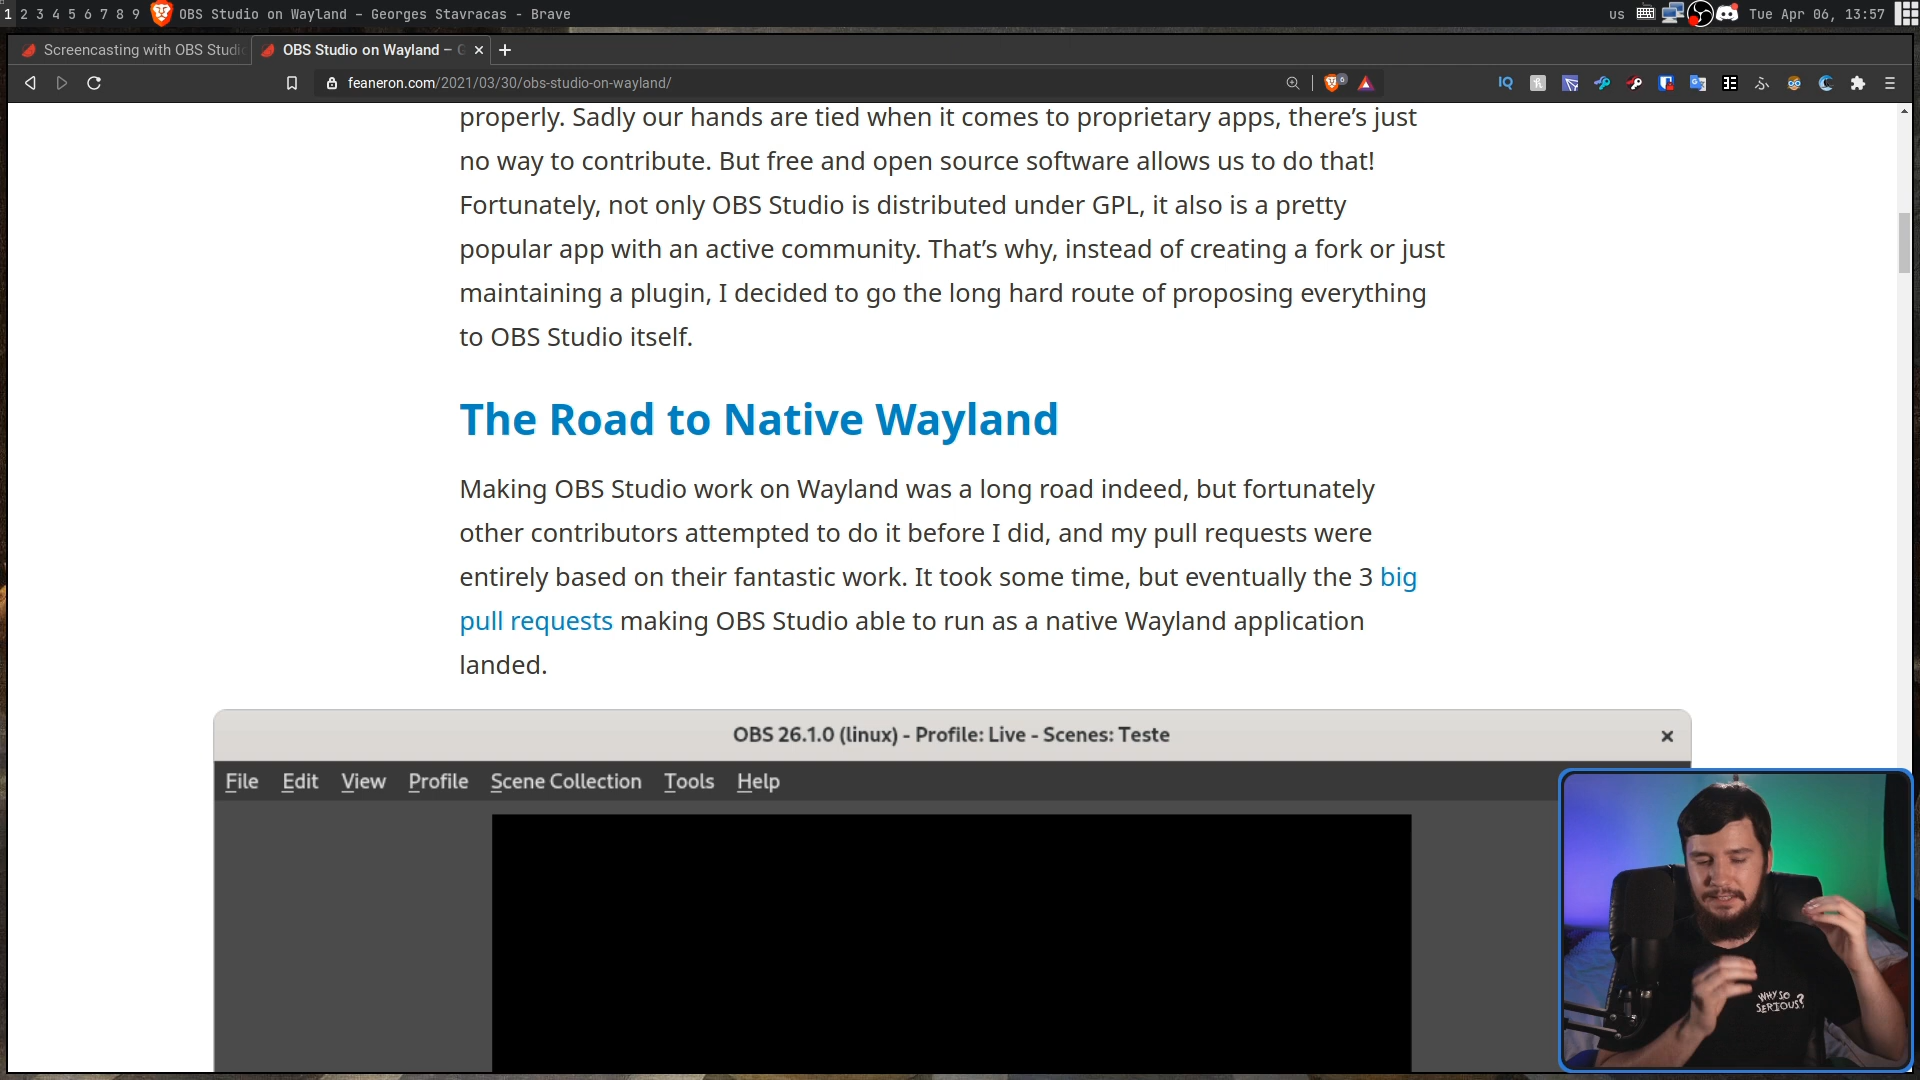 1 2 3 4 5 6 7 8 9 OBS Studio on Wayland – Georges Stavracas - Brave us Tue Apr 06, 13:57
Screencasting with OBS Studi OBS Studio on Wayland – G
feaneron.com/2021/03/30/obs-studio-on-wayland/ IQ
properly. Sadly our hands are tied when it comes to proprietary apps, there’s just
no way to contribute. But free and open source software allows us to do that!
Fortunately, not only OBS Studio is distributed under GPL, it also is a pretty
popular app with an active community. That’s why, instead of creating a fork or just
maintaining a plugin, I decided to go the long hard route of proposing everything
to OBS Studio itself.
The Road to Native Wayland
Making OBS Studio work on Wayland was a long road indeed, but fortunately
other contributors attempted to do it before I did, and my pull requests were
entirely based on their fantastic work. It took some time, but eventually the 3 big
pull requests making OBS Studio able to run as a native Wayland application
landed.
OBS 26.1.0 (linux) - Profile: Live - Scenes: Teste
File Edit View Profile Scene Collection Tools Help
WHY SO
SERIOUS?